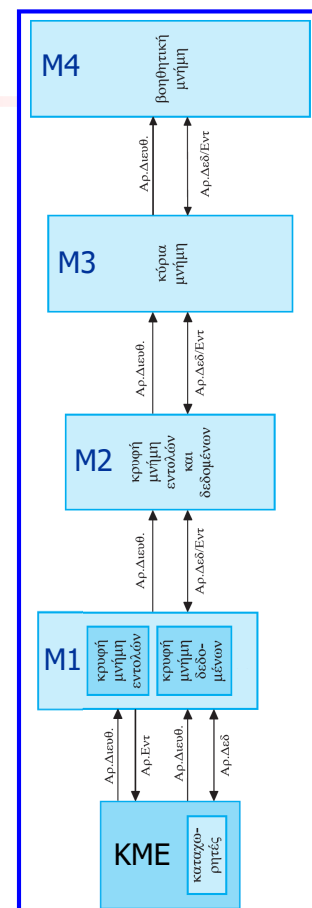 M4
βοηθητική
μνήμη
Αρ.Διευθ.
Αρ.Δεδ/Εντ
M3
κύρια
μνήμη
Αρ.Διευθ.
Αρ.Δεδ/Εντ
M2
κρυφή
μνήμη
εντολών
και
δεδομένων
Αρ.Διευθ.
Αρ.Δεδ/Εντ
M1
κρυφή
μνήμη
εντολών
κρυφή
μνήμη
δεδο-
μένων
Αρ.Διευθ.
Αρ.Εντ
Αρ.Διευθ.
Αρ.Δεδ
ΚΜΕ
καταχω-
ρητές